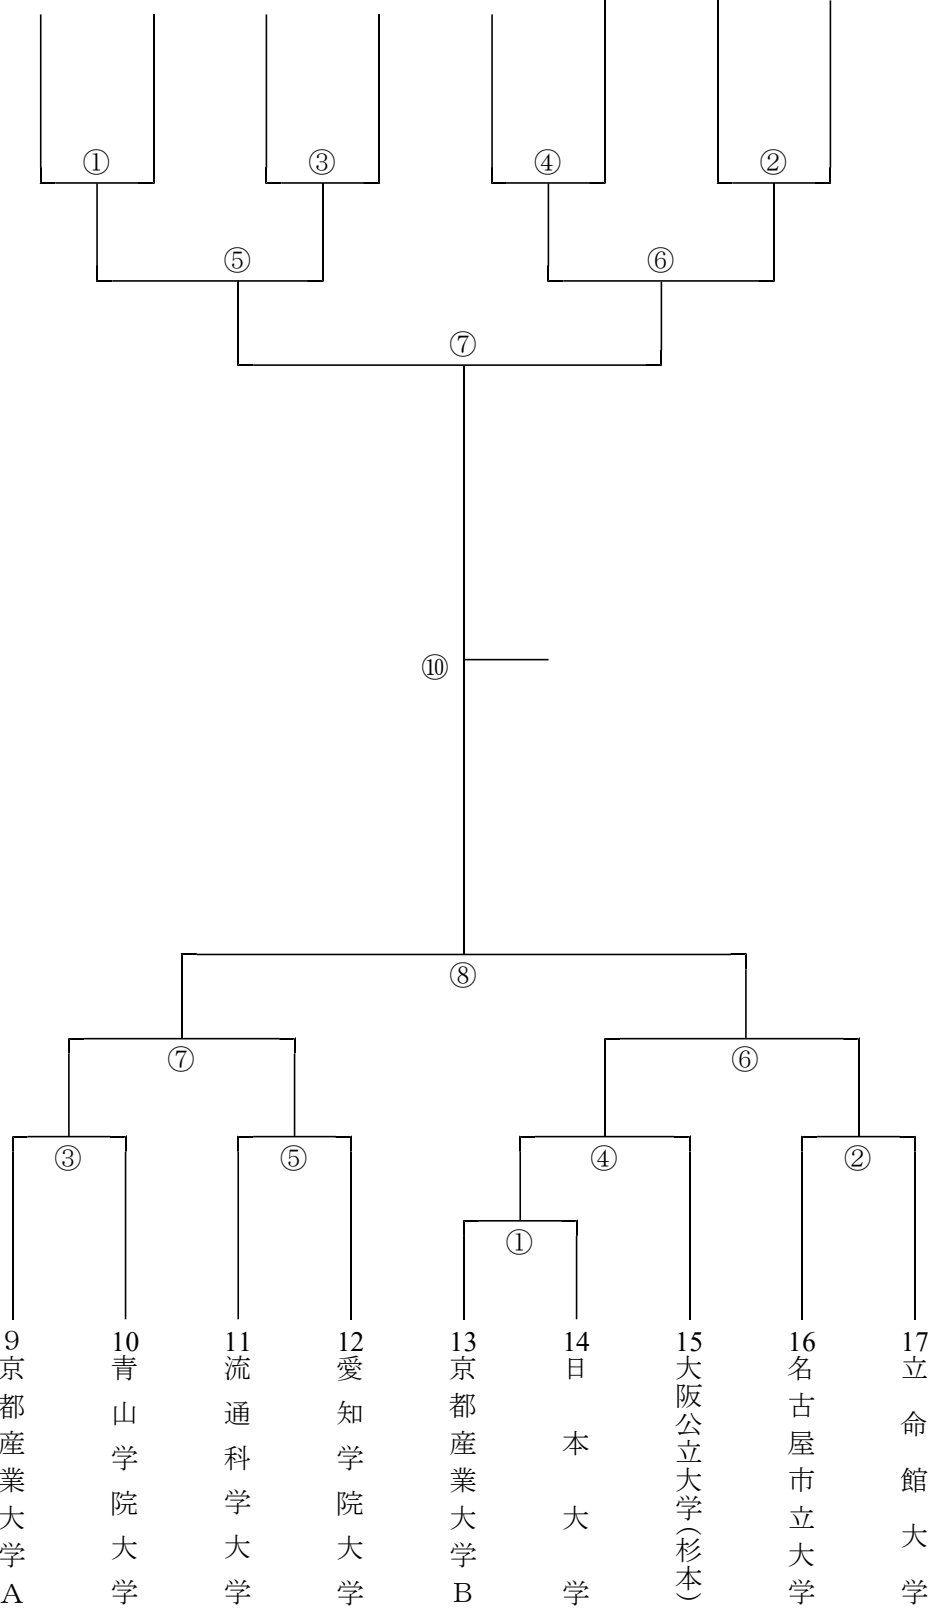 ① ③ ④ ②
⑤ ⑥
⑦
⑩
⑧
⑦ ⑥
③ ⑤ ④ ②
①
９ 10 11 12 13 14 15 16 17
京都産業大学Ａ
青山学院大学
流通科学大学
愛知学院大学
京都産業大学Ｂ
日本大学
大阪公立大学(杉本)
名古屋市立大学
立命館大学